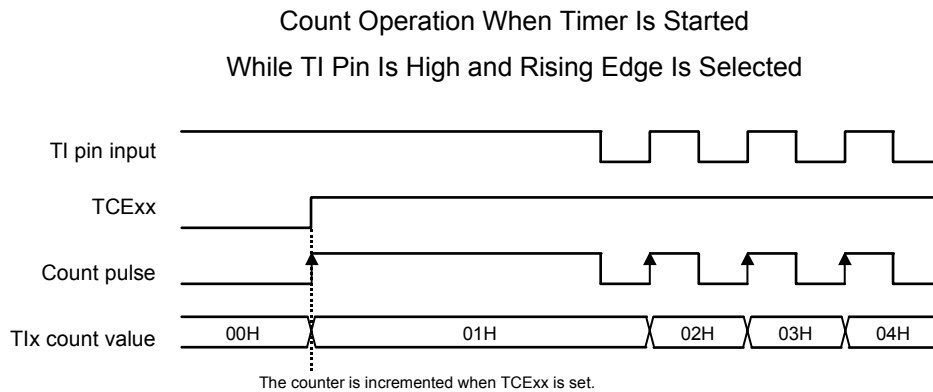 Count Operation When Timer Is Started
While TI Pin Is High and Rising Edge Is Selected
TI pin input
TCExx
Count pulse
TIx count value
00H
01H
02H
03H
04H
The counter is incremented when TCExx is set.